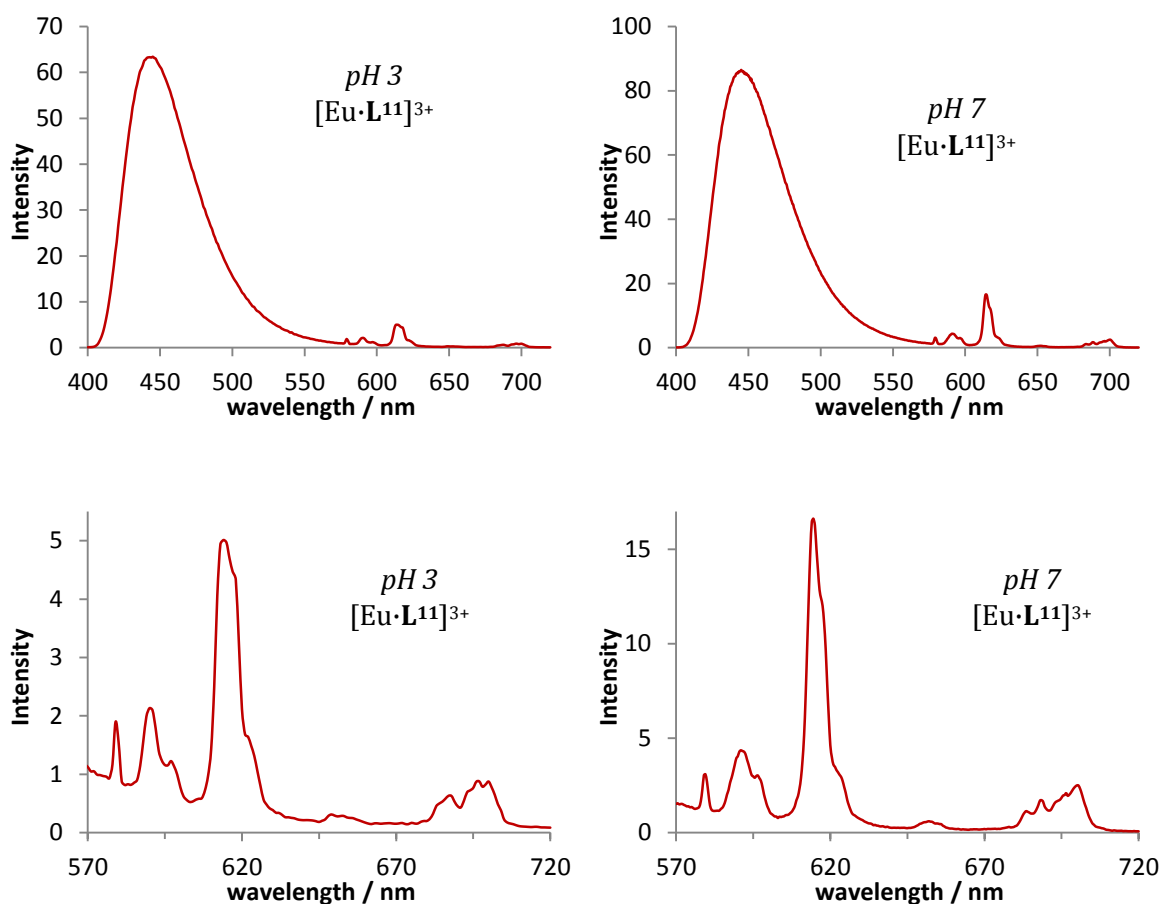 70
60
50
40
30
20
10
0
Intensity
pH 3
[Eu·L¹¹]³⁺
400 450 500 550 600 650 700
wavelength / nm
100
80
60
40
20
0
Intensity
pH 7
[Eu·L¹¹]³⁺
400 450 500 550 600 650 700
wavelength / nm
5
4
3
2
1
0
Intensity
pH 3
[Eu·L¹¹]³⁺
570 620 670 720
wavelength / nm
15
10
5
0
Intensity
pH 7
[Eu·L¹¹]³⁺
570 620 670 720
wavelength / nm